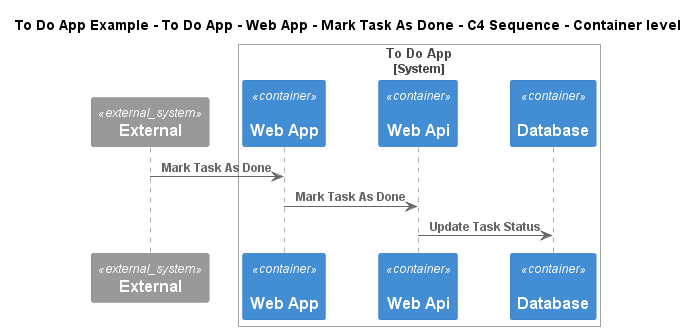 To Do App Example - To Do App - Web App - Mark Task As Done - C4 Sequence - Container level
To Do App
[System]
«external_system»
External
«container»
Web App
«container»
Web Api
«container»
Database
Mark Task As Done
Mark Task As Done
Update Task Status
«external_system»
External
«container»
Web App
«container»
Web Api
«container»
Database